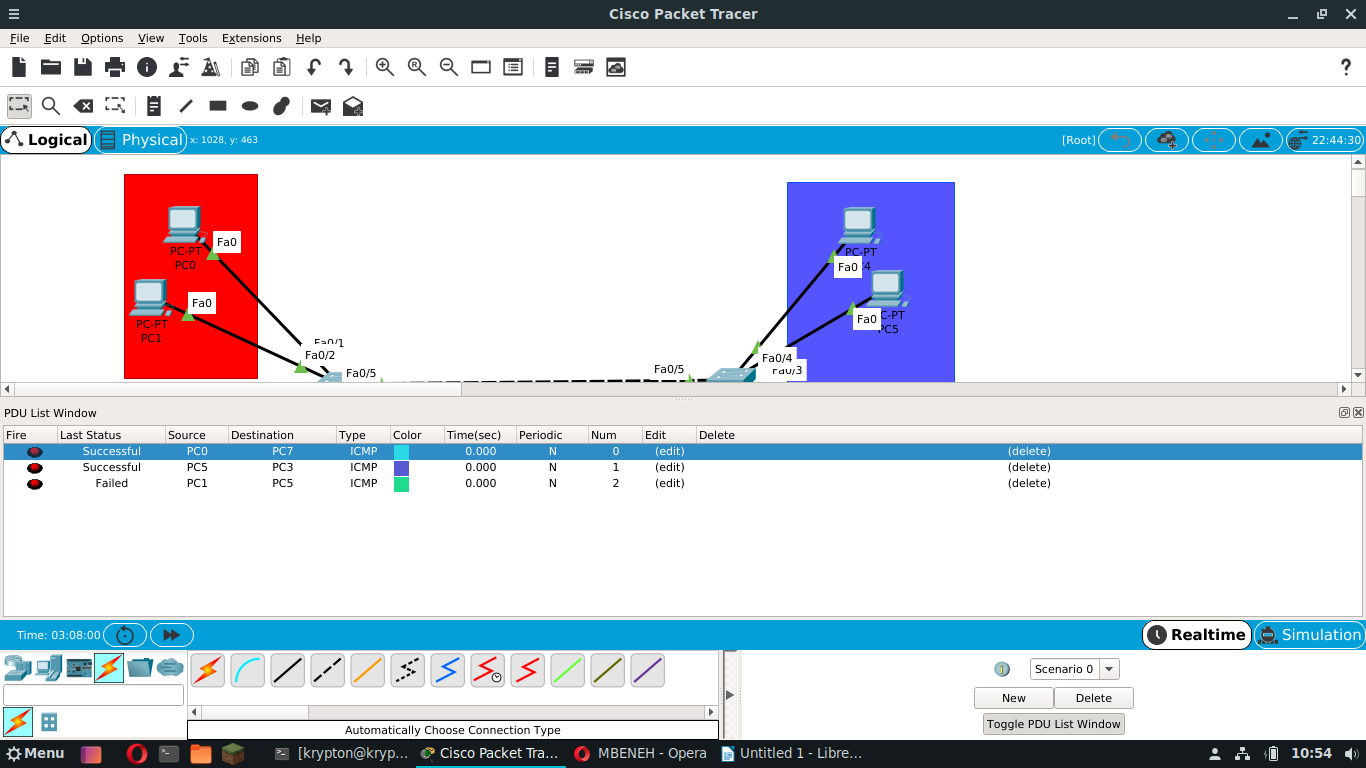 Cisco Packet Tracer
File Edit Options View Tools Extensions Help
?
Logical Physical x: 1028, y: 463 [Root] 22:44:30
Fa0
PC-PT
PC0
Fa0
PC-PT
PC1
Fa0/1
Fa0/2
Fa0/5
PC-PT
Fa0 4
Fa0 C-PT
PC5
Fa0/4
Fa0/5 Fa0/3
PDU List Window
Fire Last Status Source Destination Type Color Time(sec) Periodic Num Edit Delete
Successful PC0 PC7 ICMP 0.000 N 0 (edit) (delete)
Successful PC5 PC3 ICMP 0.000 N 1 (edit) (delete)
Failed PC1 PC5 ICMP 0.000 N 2 (edit) (delete)
Time: 03:08:00 Realtime Simulation
Scenario 0
New Delete
Toggle PDU List Window
Automatically Choose Connection Type
Menu [krypton@kryp... Cisco Packet Tra... MBENEH - Opera Untitled 1 - Libre... 10:54